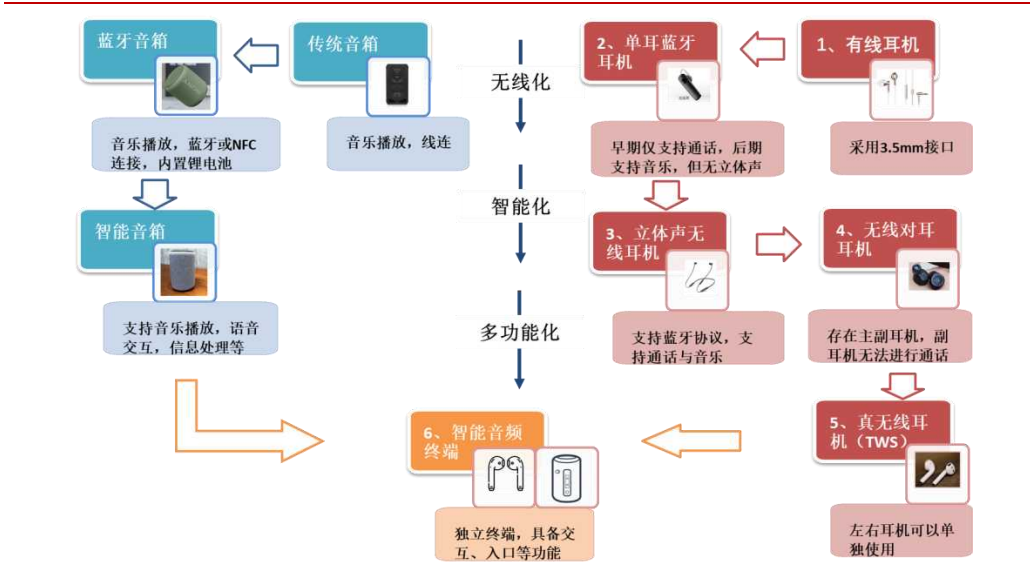 蓝牙音箱
传统音箱
2、单耳蓝牙
耳机
1、有线耳机
无线化
音乐播放，蓝牙或NFC
连接，内置锂电池
音乐播放，线连
早期仅支持通话，后期
支持音乐，但无立体声
采用3.5mm接口
智能化
智能音箱
3、立体声无
线耳机
4、无线对耳
耳机
支持音乐播放，语音
交互，信息处理等
多功能化
支持蓝牙协议，支
持通话与音乐
存在主副耳机，副
耳机无法进行通话
6、智能音频
终端
5、真无线耳
机（TWS）
独立终端，具备交
互、入口等功能
左右耳机可以单
独使用